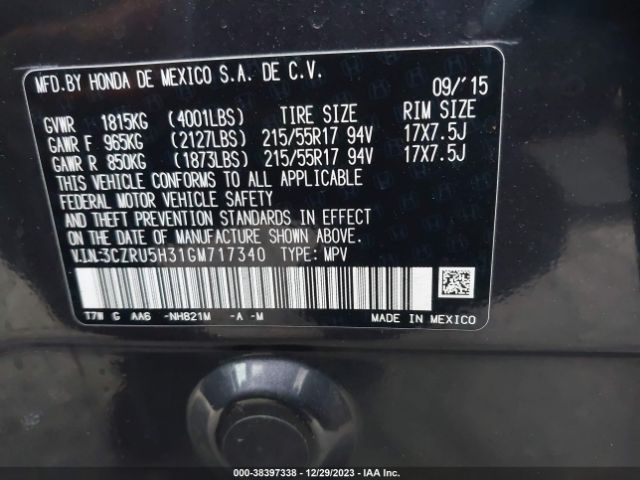 MFD.BY HONDA DE MEXICO S.A. DE C.V.
09/'15
GVWR 1815KG (4001LBS) TIRE SIZE RIM SIZE
GAWR F 965KG (2127LBS) 215/55R17 94V 17X7.5J
GAWR R 850KG (1873LBS) 215/55R17 94V 17X7.5J
THIS VEHICLE CONFORMS TO ALL APPLICABLE
FEDERAL MOTOR VEHICLE SAFETY
AND THEFT PREVENTION STANDARDS IN EFFECT
ON THE DATE OF MANUFACTURE SHOWN ABOVE.
V.I.N:3CZRU5H31GM717340 TYPE: MPV
T7W G AA6 -NH821M -A -M
MADE IN MEXICO
000-38397338 - 12/29/2023 - IAA Inc.